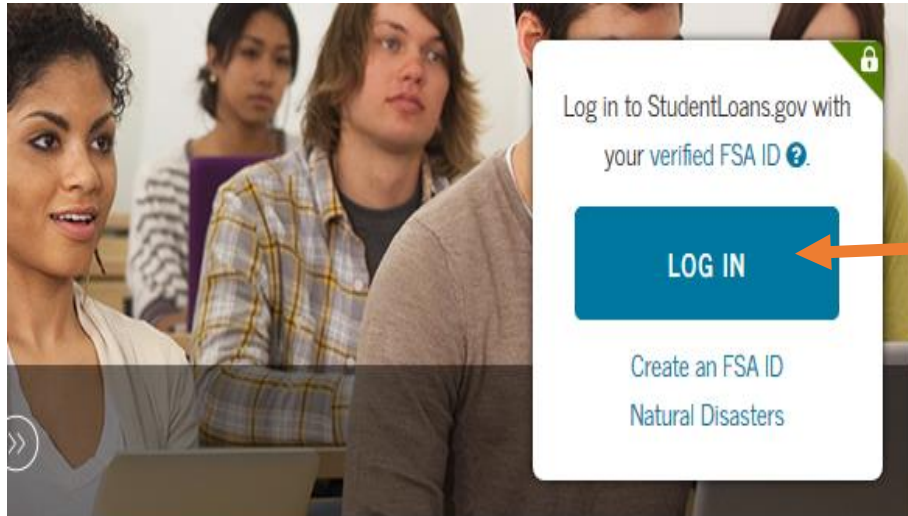 Log in to StudentLoans.gov with
your verified FSA ID ?.
LOG IN
Create an FSA ID
Natural Disasters